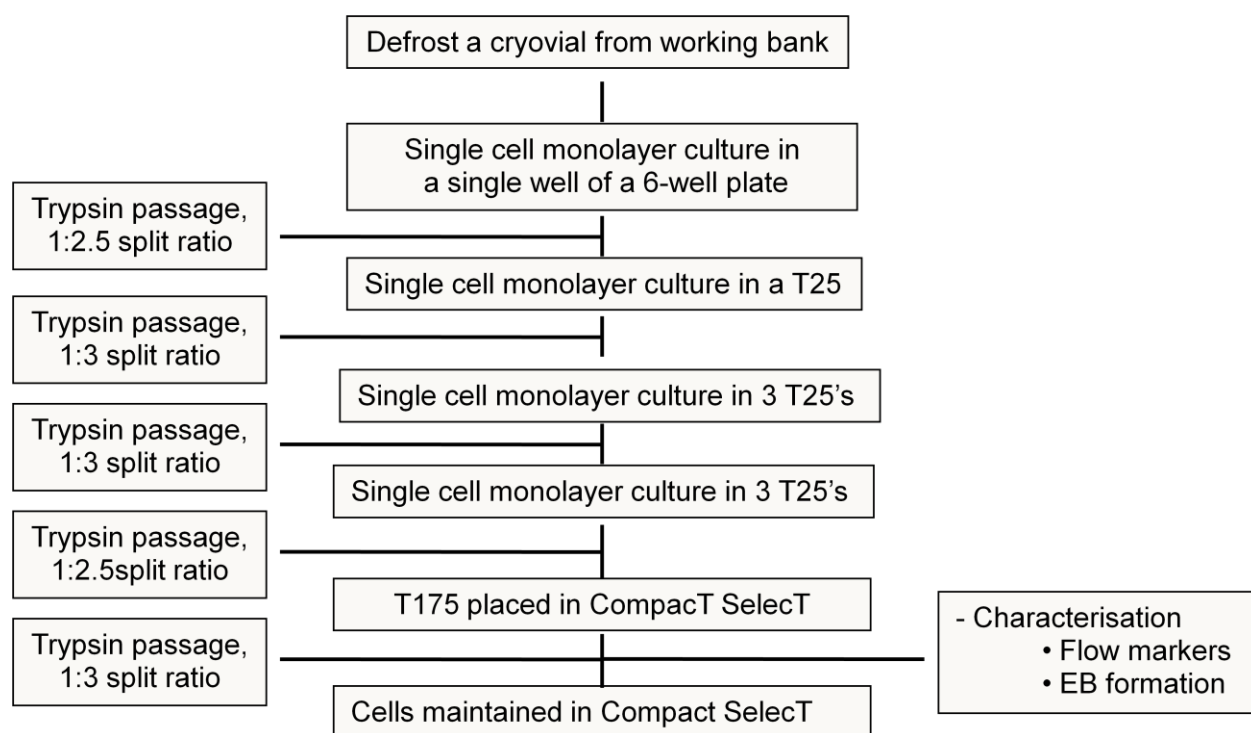 Defrost a cryovial from working bank
Single cell monolayer culture in
a single well of a 6-well plate
Trypsin passage,
1:2.5 split ratio
Single cell monolayer culture in a T25
Trypsin passage,
1:3 split ratio
Single cell monolayer culture in 3 T25's
Trypsin passage,
1:3 split ratio
Single cell monolayer culture in 3 T25's
Trypsin passage,
1:2.5split ratio
T175 placed in CompacT SelecT
Trypsin passage,
1:3 split ratio
- Characterisation
• Flow markers
• EB formation
Cells maintained in Compact SelecT